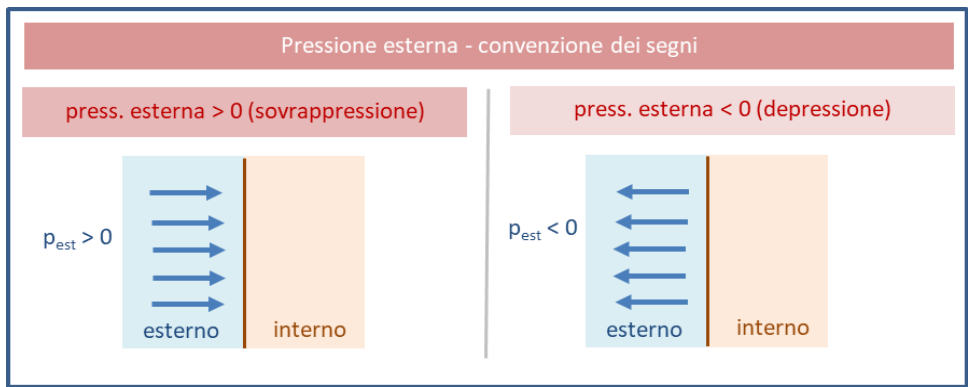 Pressione esterna - convenzione dei segni
press. esterna > 0 (sovrappressione)
press. esterna < 0 (depressione)
pest > 0
esterno
interno
pest < 0
esterno
interno